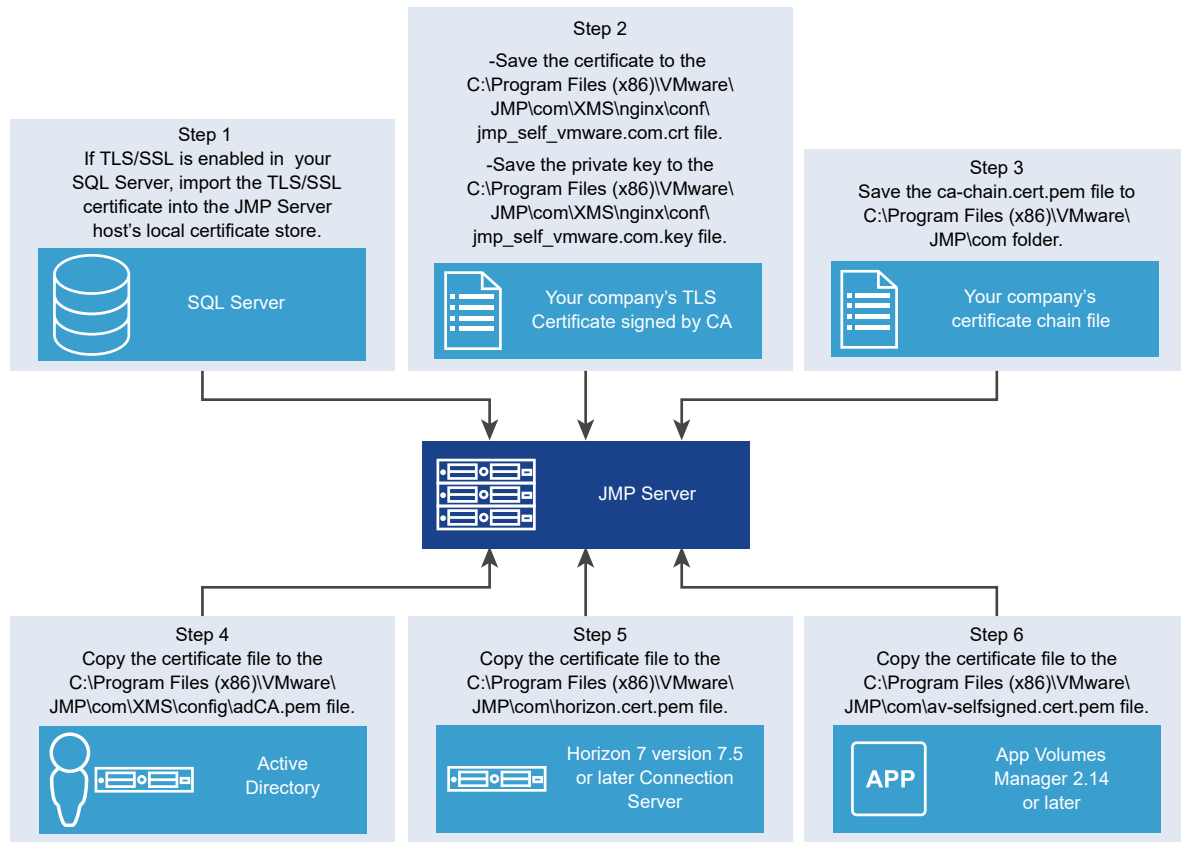 Step 1
If TLS/SSL is enabled in your
SQL Server, import the TLS/SSL
certificate into the JMP Server
host’s local certificate store.
SQL Server
Step 2
-Save the certificate to the
C:\Program Files (x86)\VMware\
JMP\com\XMS\nginx\conf\
jmp_self_vmware.com.crt file.
-Save the private key to the
C:\Program Files (x86)\VMware\
JMP\com\XMS\nginx\conf\
jmp_self_vmware.com.key file.
Your company’s TLS
Certificate signed by CA
Step 3
Save the ca-chain.cert.pem file to
C:\Program Files (x86)\VMware\
JMP\com folder.
Your company’s
certificate chain file
JMP Server
Step 4
Copy the certificate file to the
C:\Program Files (x86)\VMware\
JMP\com\XMS\config\adCA.pem file.
Active
Directory
Step 5
Copy the certificate file to the
C:\Program Files (x86)\VMware\
JMP\com\horizon.cert.pem file.
Horizon 7 version 7.5
or later Connection
Server
Step 6
Copy the certificate file to the
C:\Program Files (x86)\VMware\
JMP\com\av-selfsigned.cert.pem file.
APP
App Volumes
Manager 2.14
or later